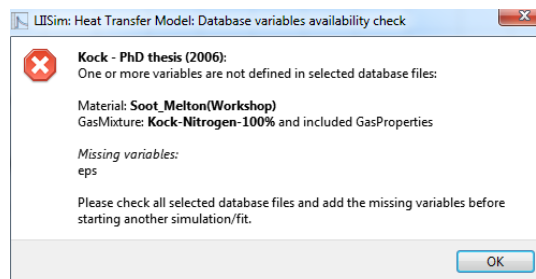 LIISim: Heat Transfer Model: Database variables availability check
Kock - PhD thesis (2006):
One or more variables are not defined in selected database files:
Material: Soot_Melton(Workshop)
GasMixture: Kock-Nitrogen-100% and included GasProperties
Missing variables:
eps
Please check all selected database files and add the missing variables before
starting another simulation/fit.
OK